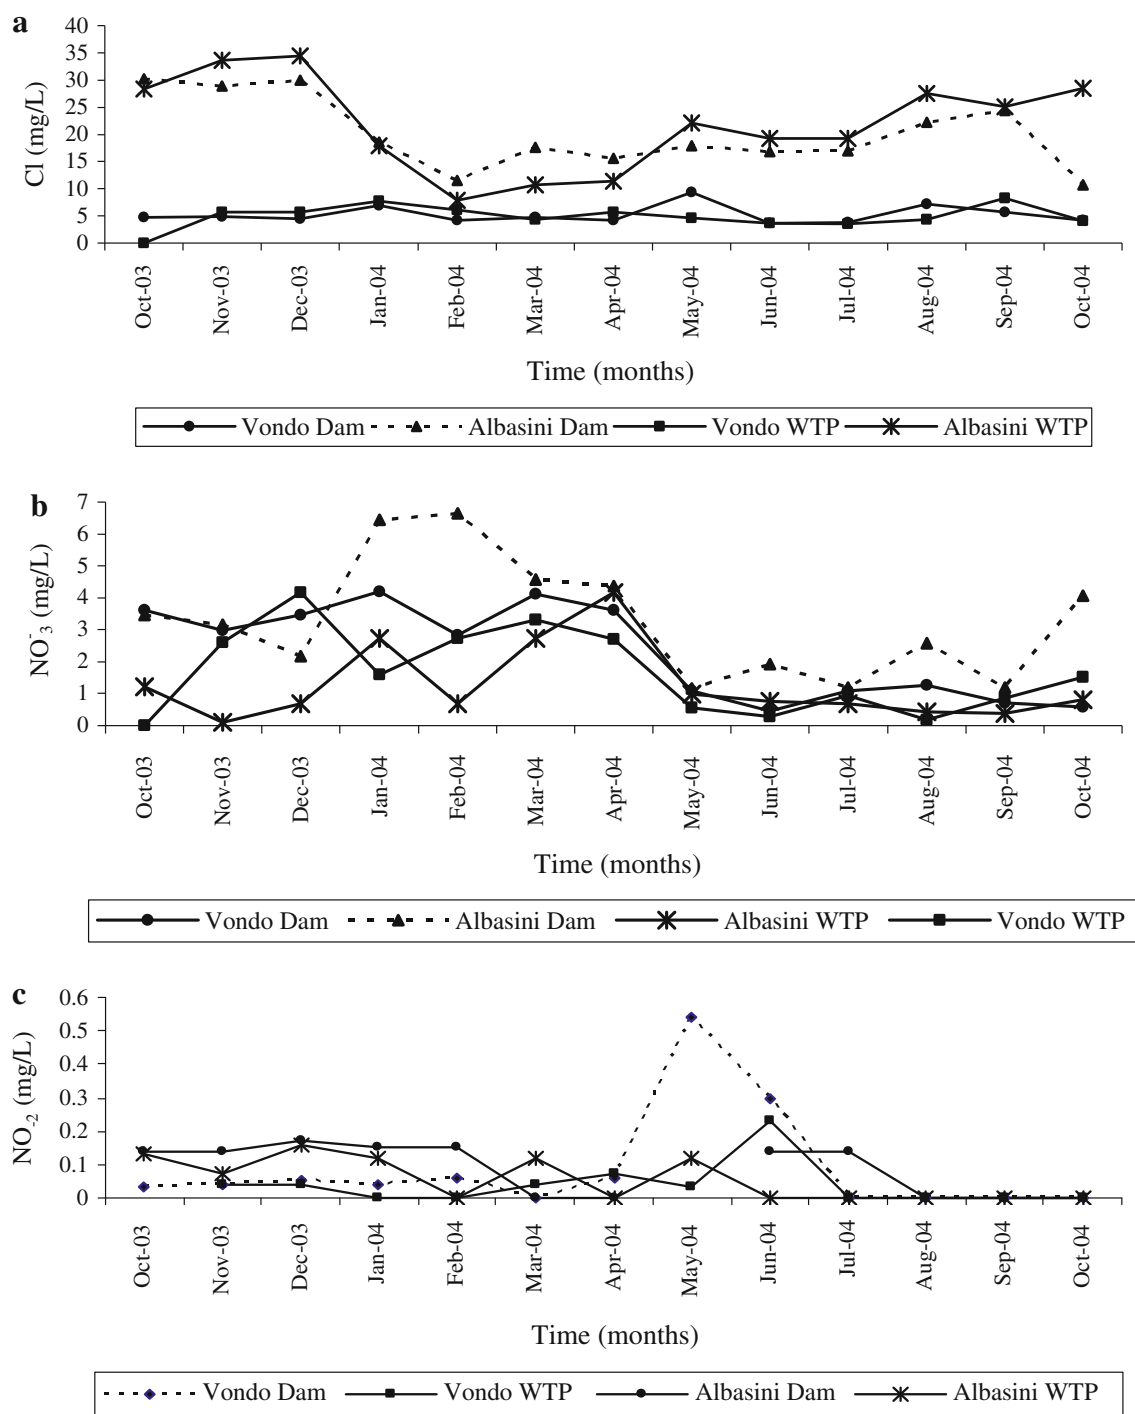 a
Cl (mg/L)
40
35
30
25
20
15
10
5
0
Oct-03 Nov-03 Dec-03 Jan-04 Feb-04 Mar-04 Apr-04 May-04 Jun-04 Jul-04 Aug-04 Sep-04 Oct-04
Time (months)
Vondo Dam Albasini Dam Vondo WTP Albasini WTP
b
NO⁻₃ (mg/L)
7
6
5
4
3
2
1
0
Oct-03 Nov-03 Dec-03 Jan-04 Feb-04 Mar-04 Apr-04 May-04 Jun-04 Jul-04 Aug-04 Sep-04 Oct-04
Time (months)
Vondo Dam Albasini Dam Albasini WTP Vondo WTP
c
NO₋₂ (mg/L)
0.6
0.5
0.4
0.3
0.2
0.1
0
Oct-03 Nov-03 Dec-03 Jan-04 Feb-04 Mar-04 Apr-04 May-04 Jun-04 Jul-04 Aug-04 Sep-04 Oct-04
Time (months)
Vondo Dam Vondo WTP Albasini Dam Albasini WTP